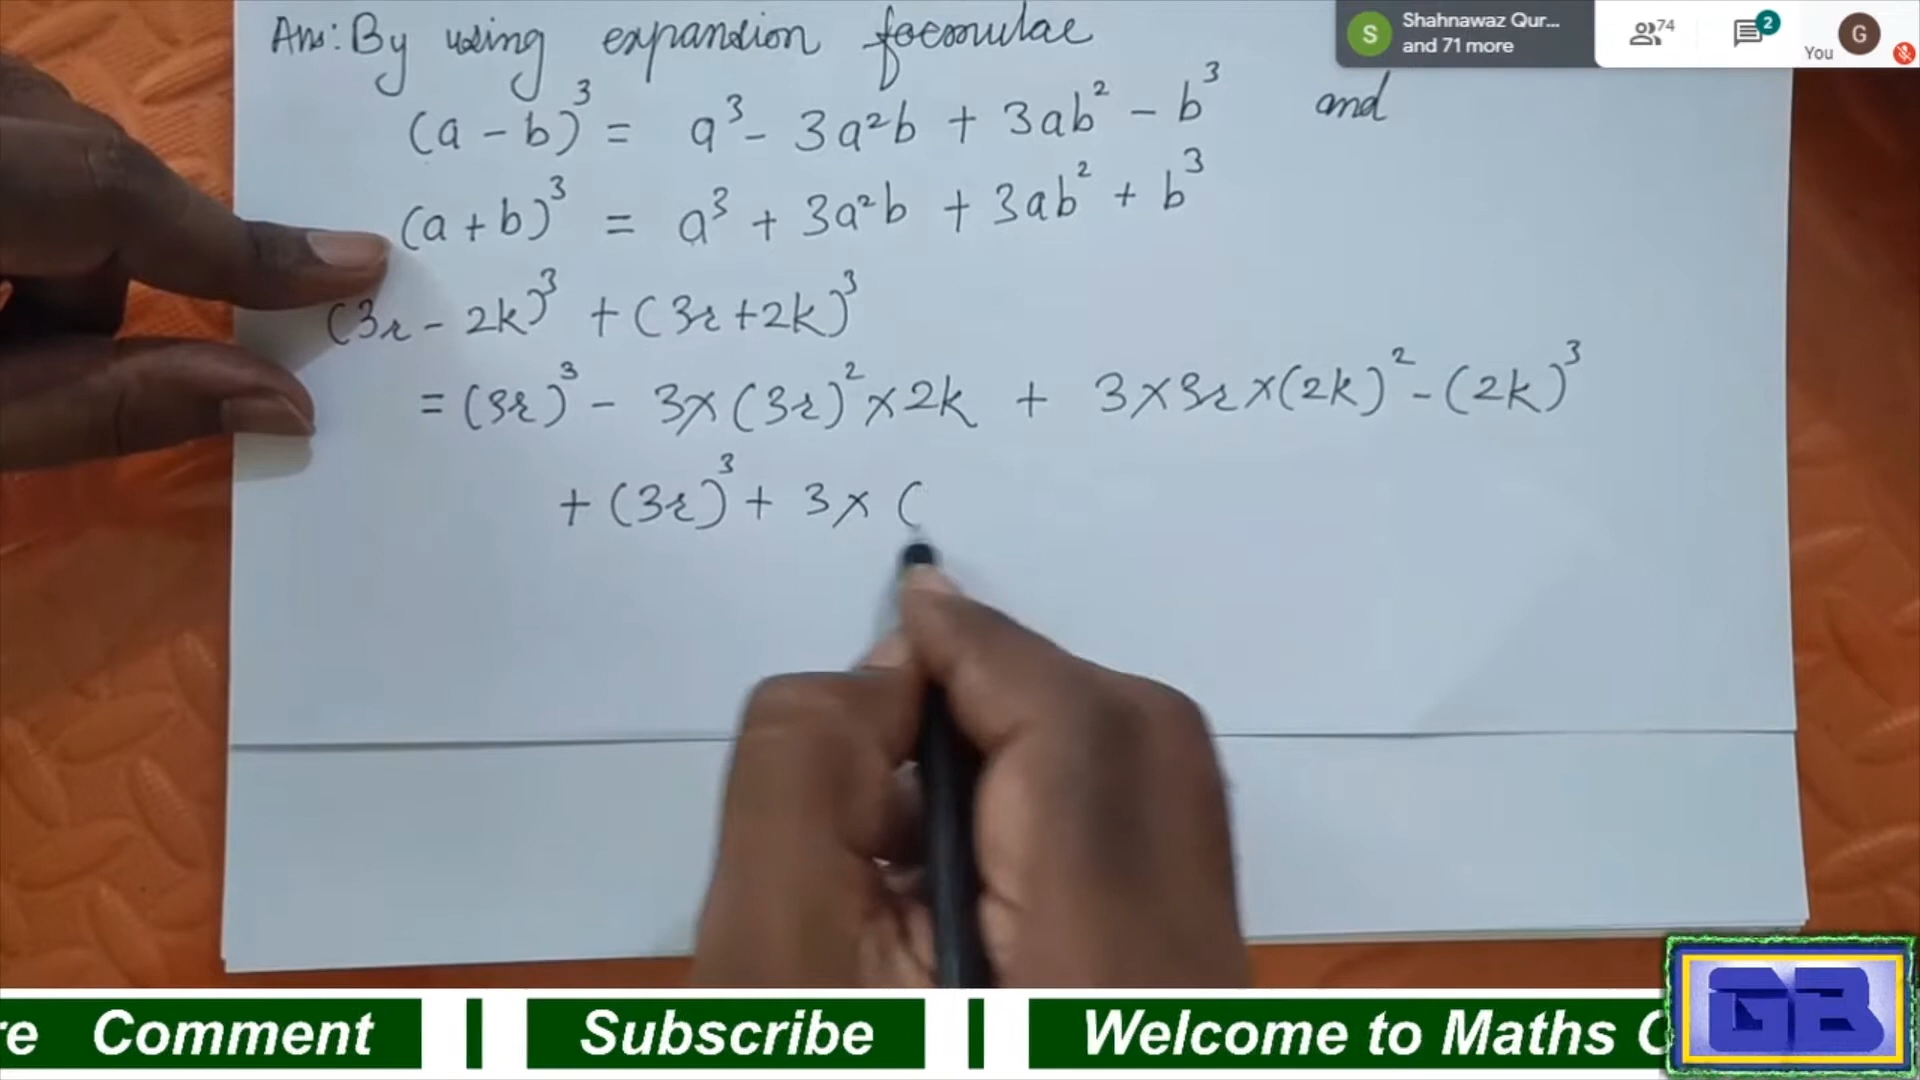 Ans: By using expansion formulae
(a - b)³ = a³ - 3a²b + 3ab² - b³ and
(a + b)³ = a³ + 3a²b + 3ab² + b³
(3r - 2k)³ + (3r + 2k)³
= (3r)³ - 3×(3r)²×2k + 3×3r×(2k)² - (2k)³
+ (3r)³ + 3 × (
Shahnawaz Qur...
and 71 more
S
74
2
You
G
re Comment || Subscribe || Welcome to Maths
GB